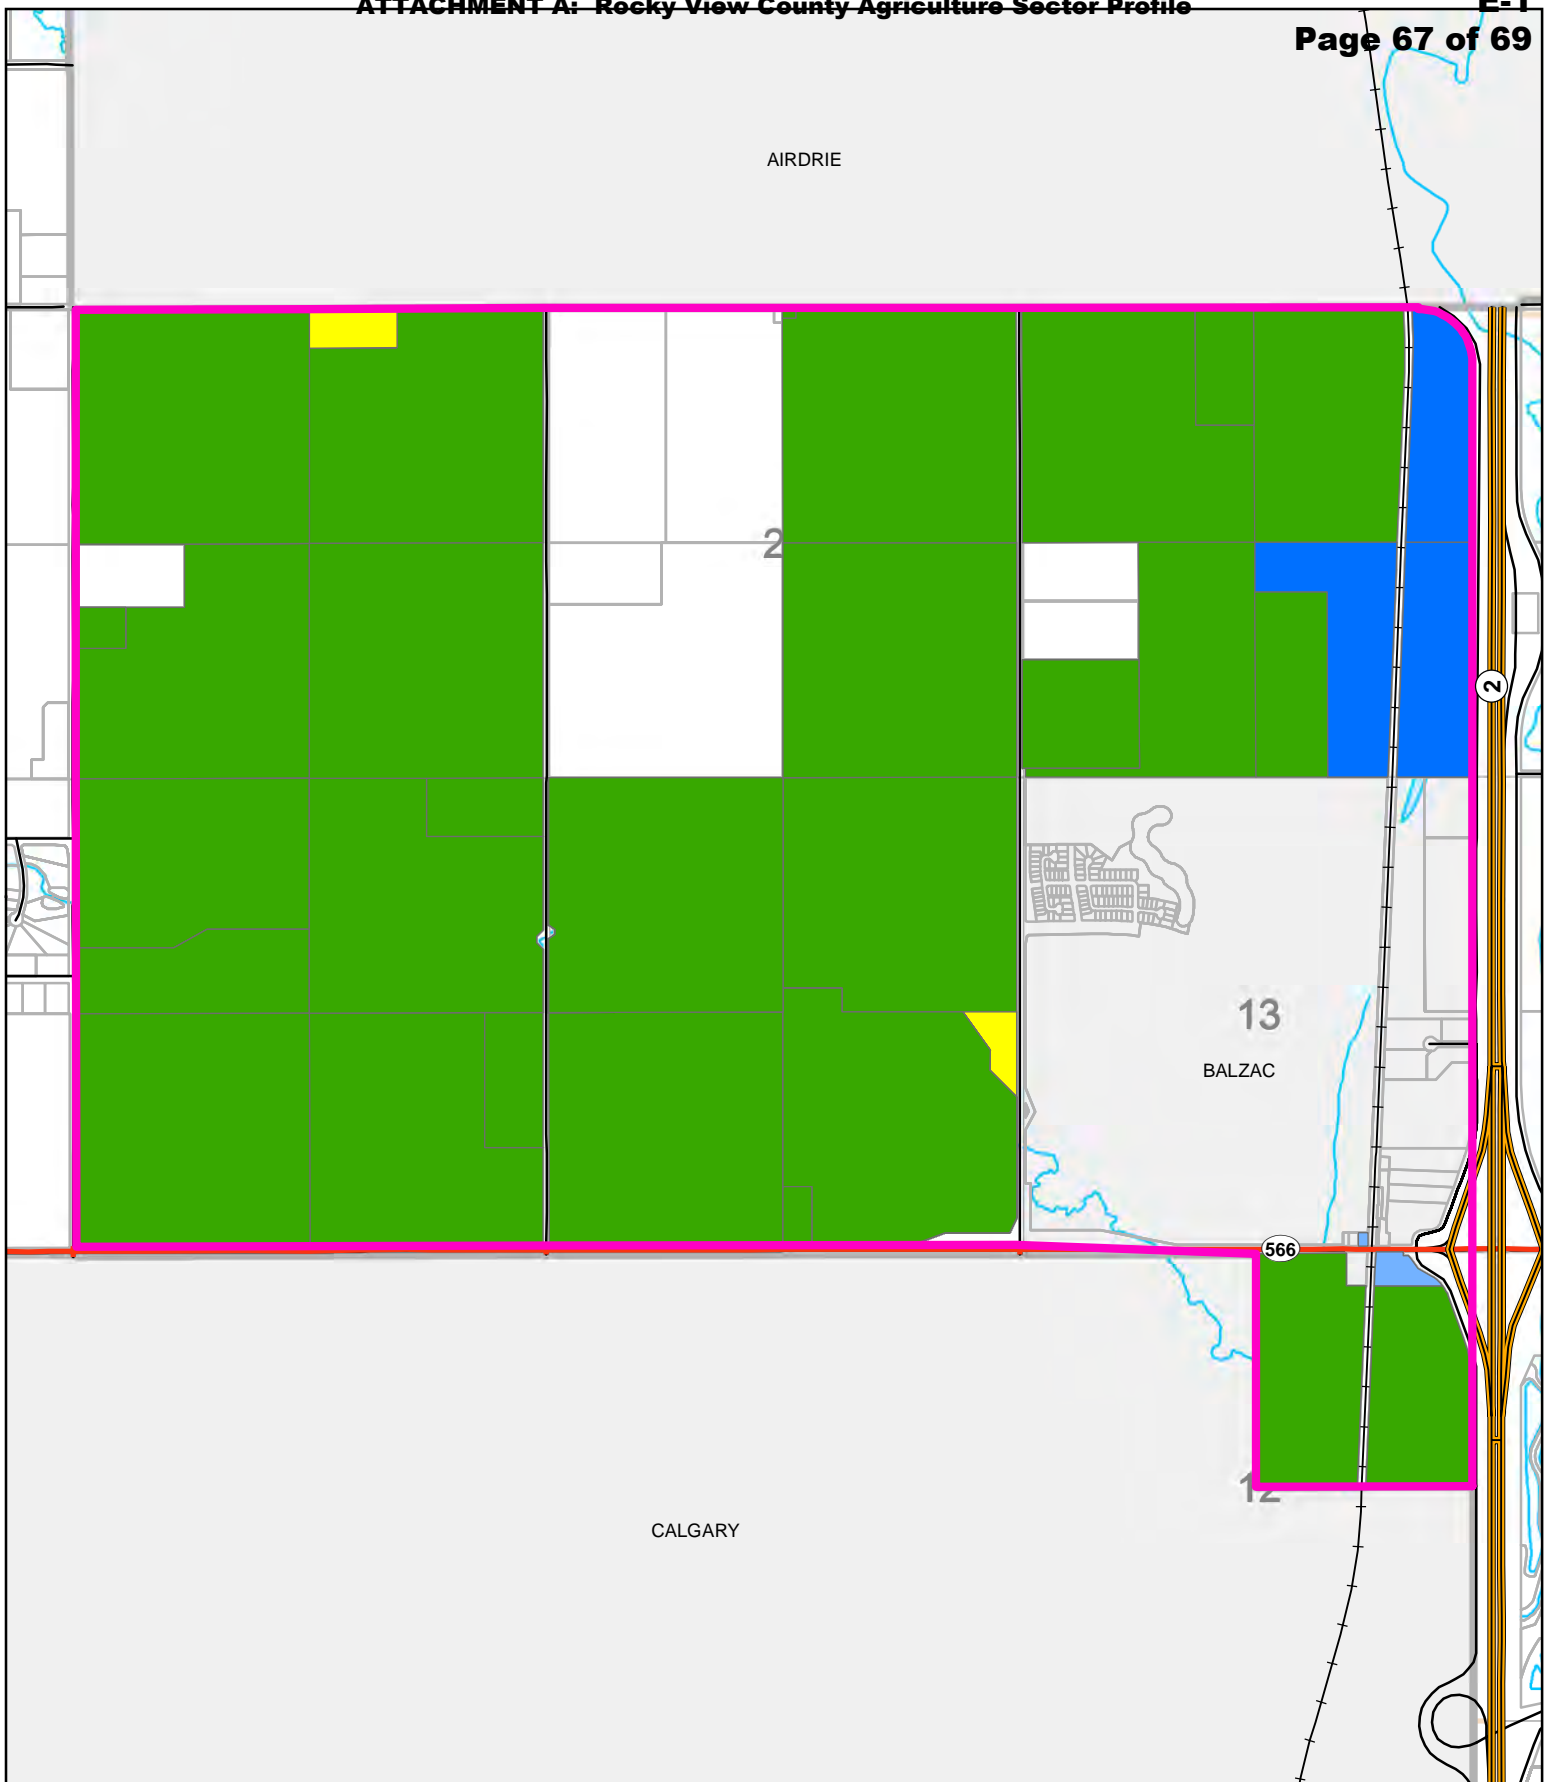 ATTACHMENT A: Rocky View County Agriculture Sector Profile
E-1
Page 67 of 69
AIRDRIE
2
2
13
BALZAC
566
12
CALGARY